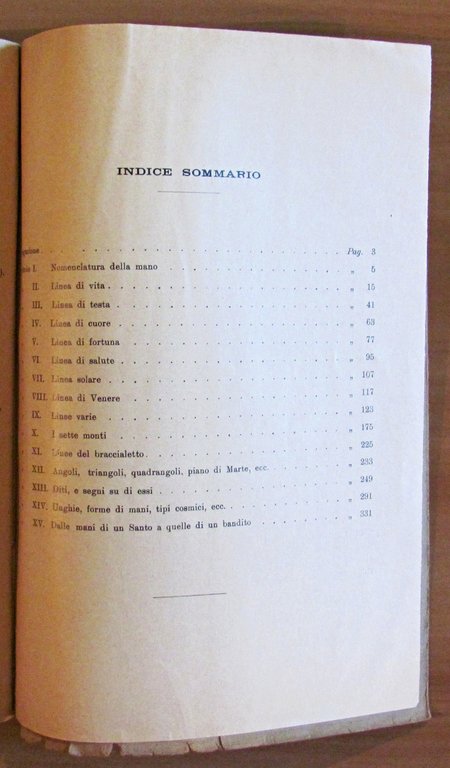 INDICE SOMMARIO
Pag. 3
I. Nomenclatura della mano „ 5
II. Linea di vita „ 15
III. Linea di testa „ 41
IV. Linea di cuore „ 63
V. Linea di fortuna „ 77
VI. Linea di salute „ 95
VII. Linea solare „ 107
VIII. Linea di Venere „ 117
IX. Linee varie „ 123
X. I sette monti „ 175
XI. Linee del braccialetto „ 225
XII. Angoli, triangoli, quadrangoli, piano di Marte, ecc. „ 233
XIII. Diti, e segni su di essi „ 249
XIV. Unghie, forme di mani, tipi cosmici, ecc. „ 291
XV. Dalle mani di un Santo a quelle di un bandito „ 331